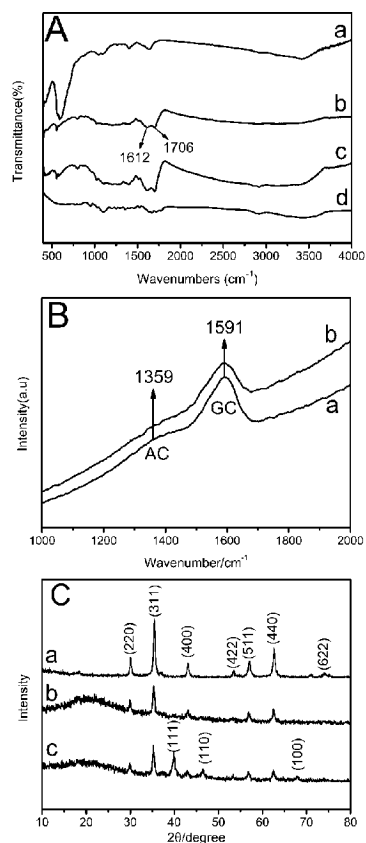 A
a
b
1612
1706
c
d
Transmittance(%)
500 1000 1500 2000 2500 3000 3500 4000
Wavenumbers (cm-1)
B
1591
b
1359
a
GC
AC
Intensity(a.u)
1000 1200 1400 1600 1800 2000
Wavenumber/cm-1
C
(311)
(440)
(220)
(400)
(422)
(511)
(622)
a
b
(111)
(110)
(100)
c
Intensity
10 20 30 40 50 60 70 80
2θ/degree